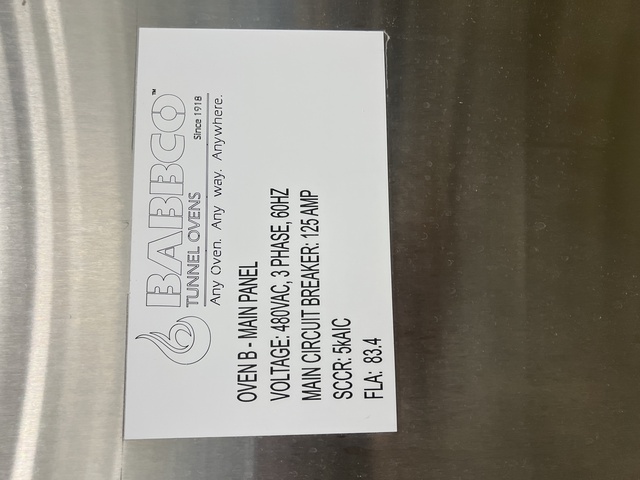 BABBCO™
TUNNEL OVENS Since 1918
Any Oven. Any way. Anywhere.
OVEN B - MAIN PANEL
VOLTAGE: 480VAC, 3 PHASE, 60HZ
MAIN CIRCUIT BREAKER: 125 AMP
SCCR: 5kAIC
FLA: 83.4